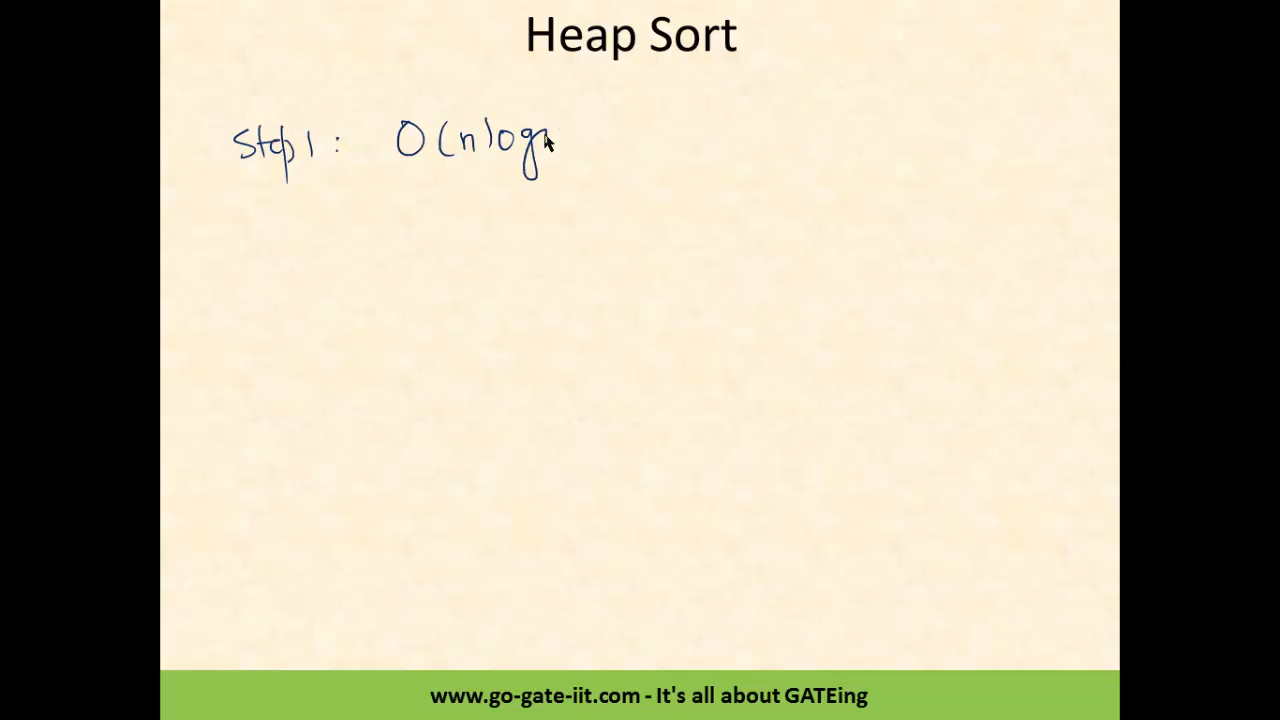 Heap Sort
Step 1 : O(n log
www.go-gate-iit.com - It's all about GATEing